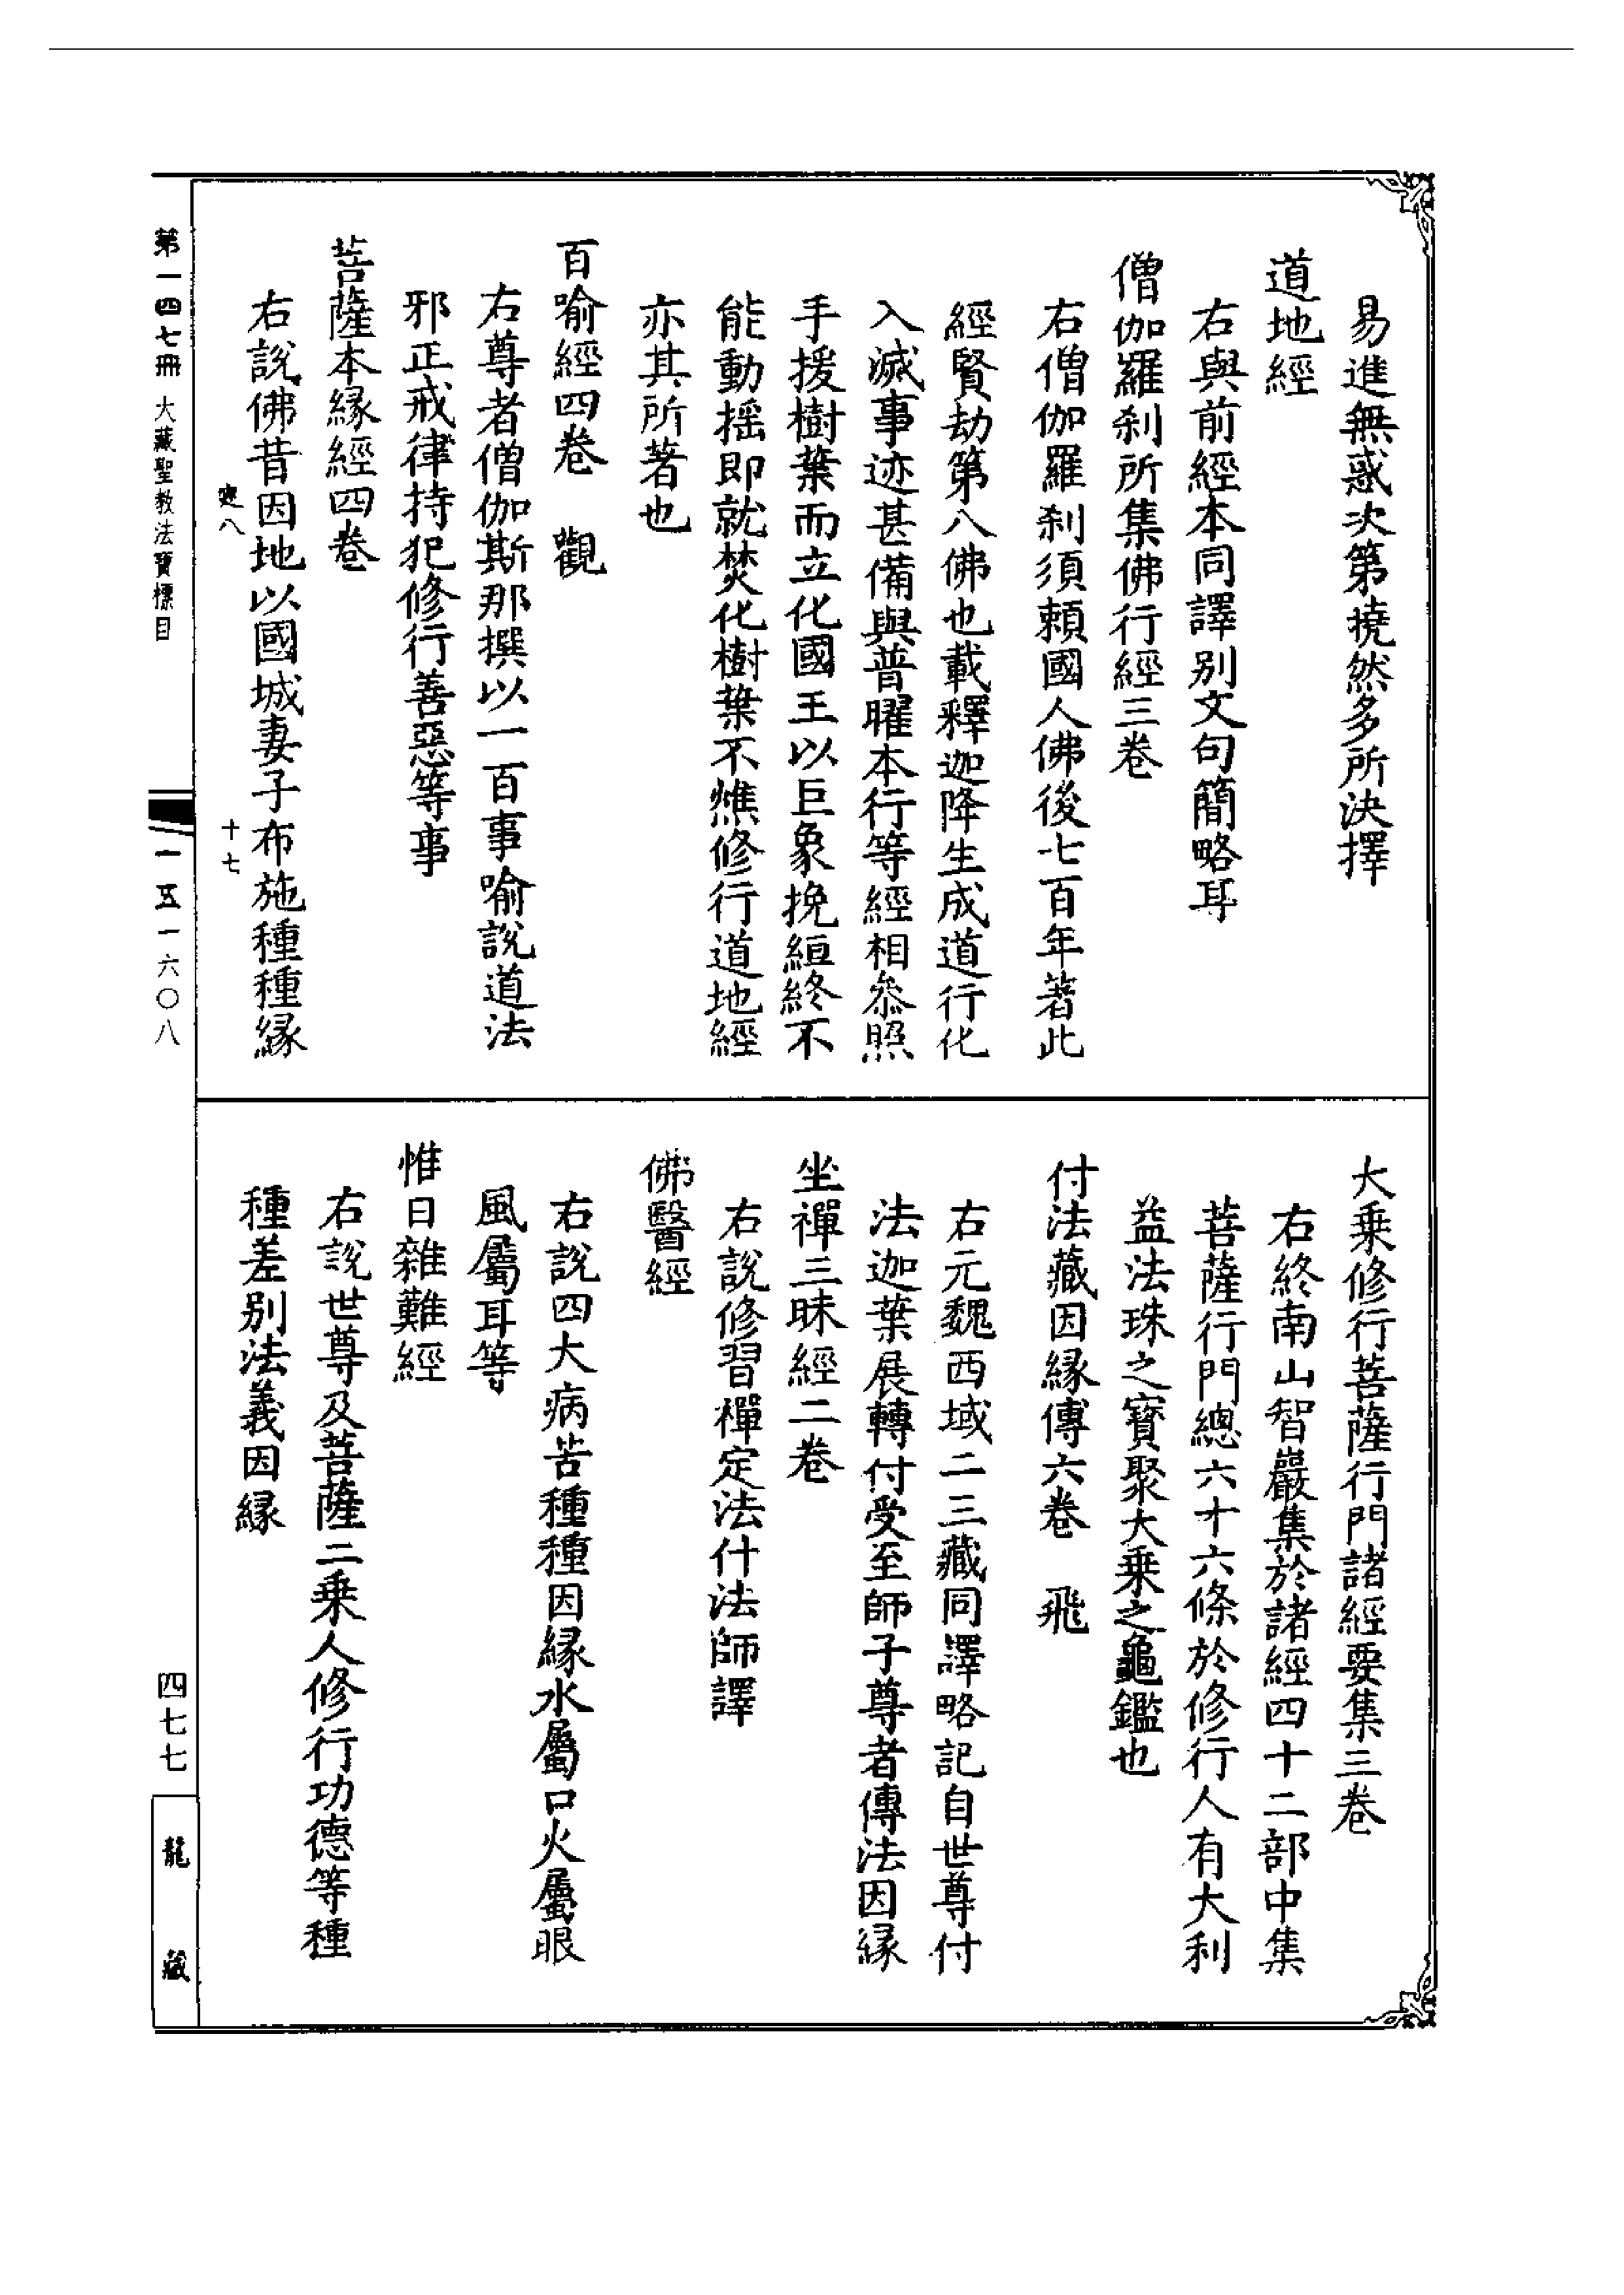 易進無惑次第撓然多所決擇
道地經
右與前經本同譯别文句簡略耳
僧伽羅刹所集佛行經三卷
右僧伽羅刹須頼國人佛後七百年著此
經賢劫第八佛也載釋迦降生成道行化
入滅事迹甚備與普曜本行等經相叅照
手援樹葉而立化國王以巨象挽緪終不
能動揺即就焚化樹葉不燋修行道地經
亦其所著也
百喻經四卷　觀
右尊者僧伽斯那撰以一百事喻說道法
邪正戒律持犯修行善惡等事
菩薩本緣經四卷
右說佛昔因地以國城妻子布施種種緣
八
十七
大乘修行菩薩行門諸經要集三卷
右終南山智嚴集於諸經四十二部中集
菩薩行門總六十六條於修行人有大利
益法珠之寳聚大乘之龜鑑也
付法藏因緣傳六卷　飛
右元魏西域二三藏同譯略記自世尊付
法迦葉展轉付受至師子尊者傳法因緣
坐禪三昧經二卷
右說修習禪定法什法師譯
佛醫經
右說四大病苦種種因緣水屬口火屬眼
風屬耳等
惟日雜難經
右說世尊及菩薩二乘人修行功德等種
種差别法義因緣
第一四七冊　大藏聖教法寶標目
一五一六〇八
四七七
龍藏